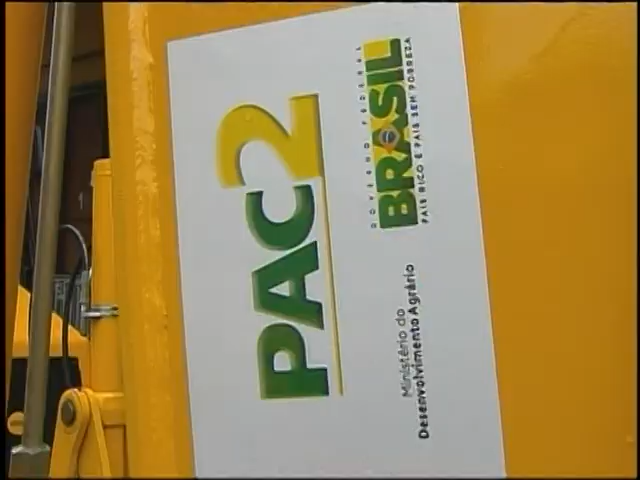 PAC2
Ministério do
Desenvolvimento Agrário
GOVERNO FEDERAL
BRASIL
PAÍS RICO É PAÍS SEM POBREZA